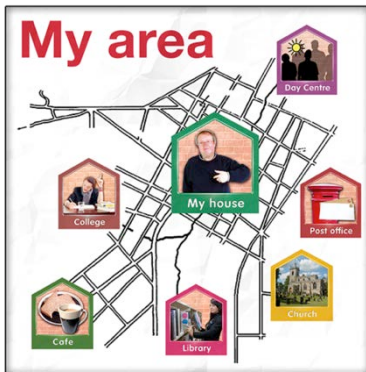 My area
Day Centre
My house
College
Post office
Church
Cafe
Library